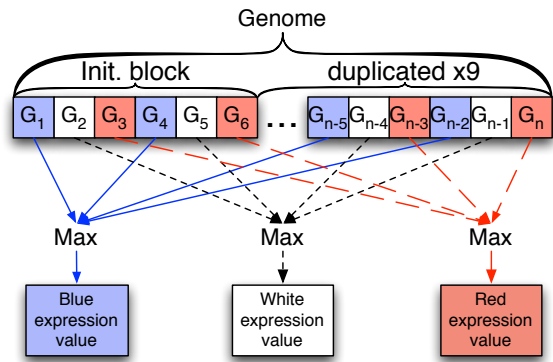 Genome
Init. block duplicated x9
G1 G2 G3 G4 G5 G6 ... Gn-5 Gn-4 Gn-3 Gn-2 Gn-1 Gn
Max Max Max
Blue expression value
White expression value
Red expression value